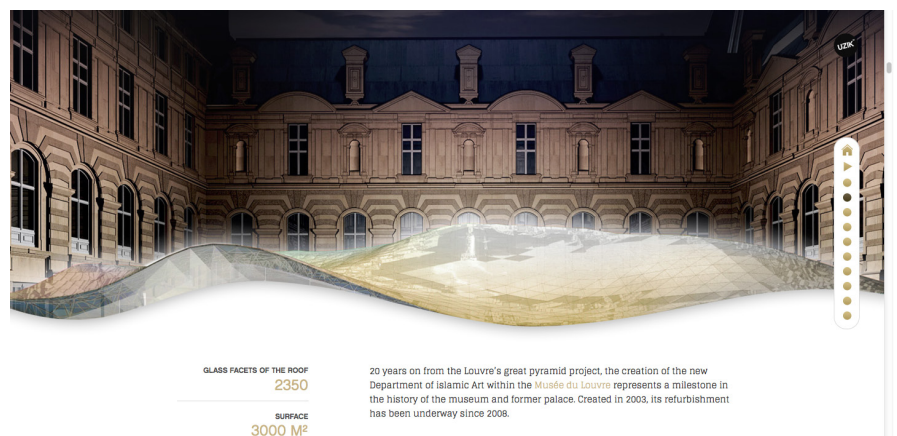 UZIK
GLASS FACETS OF THE ROOF
2350
SURFACE
3000 M²
20 years on from the Louvre's great pyramid project, the creation of the new
Department of islamic Art within the Musée du Louvre represents a milestone in
the history of the museum and former palace. Created in 2003, its refurbishment
has been underway since 2008.